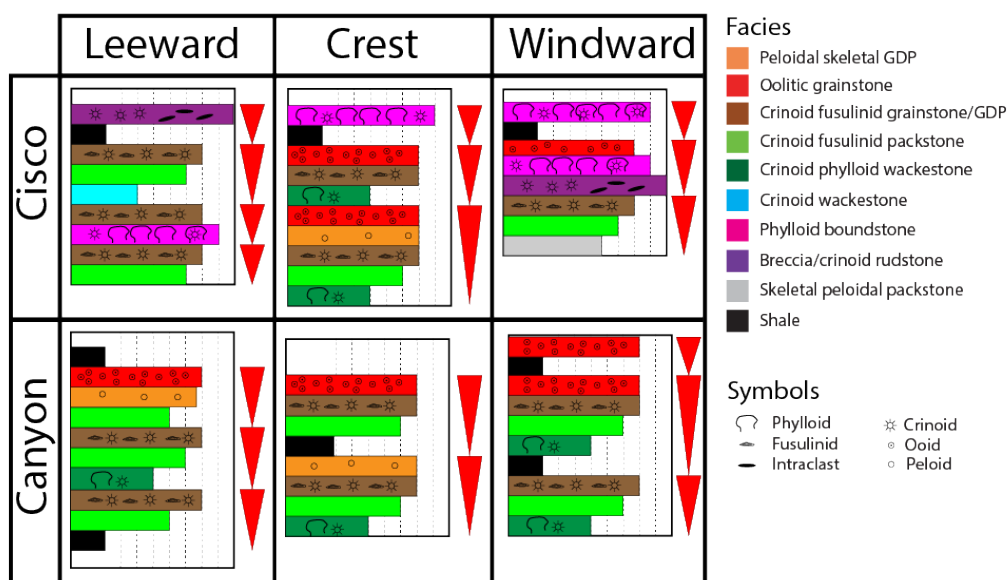 Leeward
Crest
Windward
Cisco
Canyon
Facies
Peloidal skeletal GDP
Oolitic grainstone
Crinoid fusulinid grainstone/GDP
Crinoid fusulinid packstone
Crinoid phylloid wackestone
Crinoid wackestone
Phylloid boundstone
Breccia/crinoid rudstone
Skeletal peloidal packstone
Shale
Symbols
Phylloid
Crinoid
Fusulinid
Ooid
Intraclast
Peloid